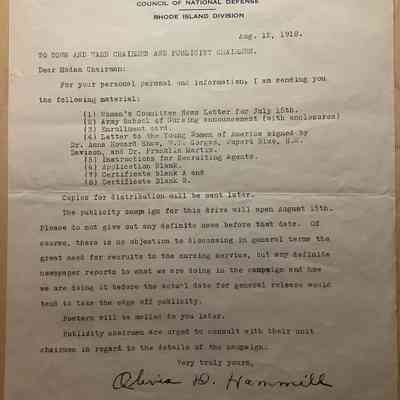 COUNCIL OF NATIONAL DEFENSE
RHODE ISLAND DIVISION
Aug. 12, 1918.
TO TOWN AND WARD CHAIRMEN AND PUBLICITY CHAIRMEN.
Dear Madam Chairman:
For your personal perusal and information, I am sending you
the following material:
(1) Women's Committee News Letter for July 15th.
(2) Army School of Nursing announcement (with enclosures)
(3) Enrollment card.
(4) Letter to the Young Women of America signed by
Dr. Anna Howard Shaw, W.C. Gorgas, Rupert Blue, H.P.
Davison, and Dr. Franklin Martin.
(5) Instructions for Recruiting Agents.
(6) Application Blank.
(7) Certificate Blank A and
(8) Certificate Blank B.
Copies for distribution will be sent later.
The publicity campaign for this drive will open August 15th.
Please do not give out any definite news before that date. Of
course, there is no objection to discussing in general terms the
great need for recruits to the nursing service, but any definite
newspaper reports to what we are doing in the campaign and how
we are doing it before the actual date for general release would
tend to take the edge off publicity.
Posters will be mailed to you later.
Publicity chairmen are urged to consult with their unit
chairmen in regard to the details of the campaign.
Very truly yours,
Olivia D. Hammill